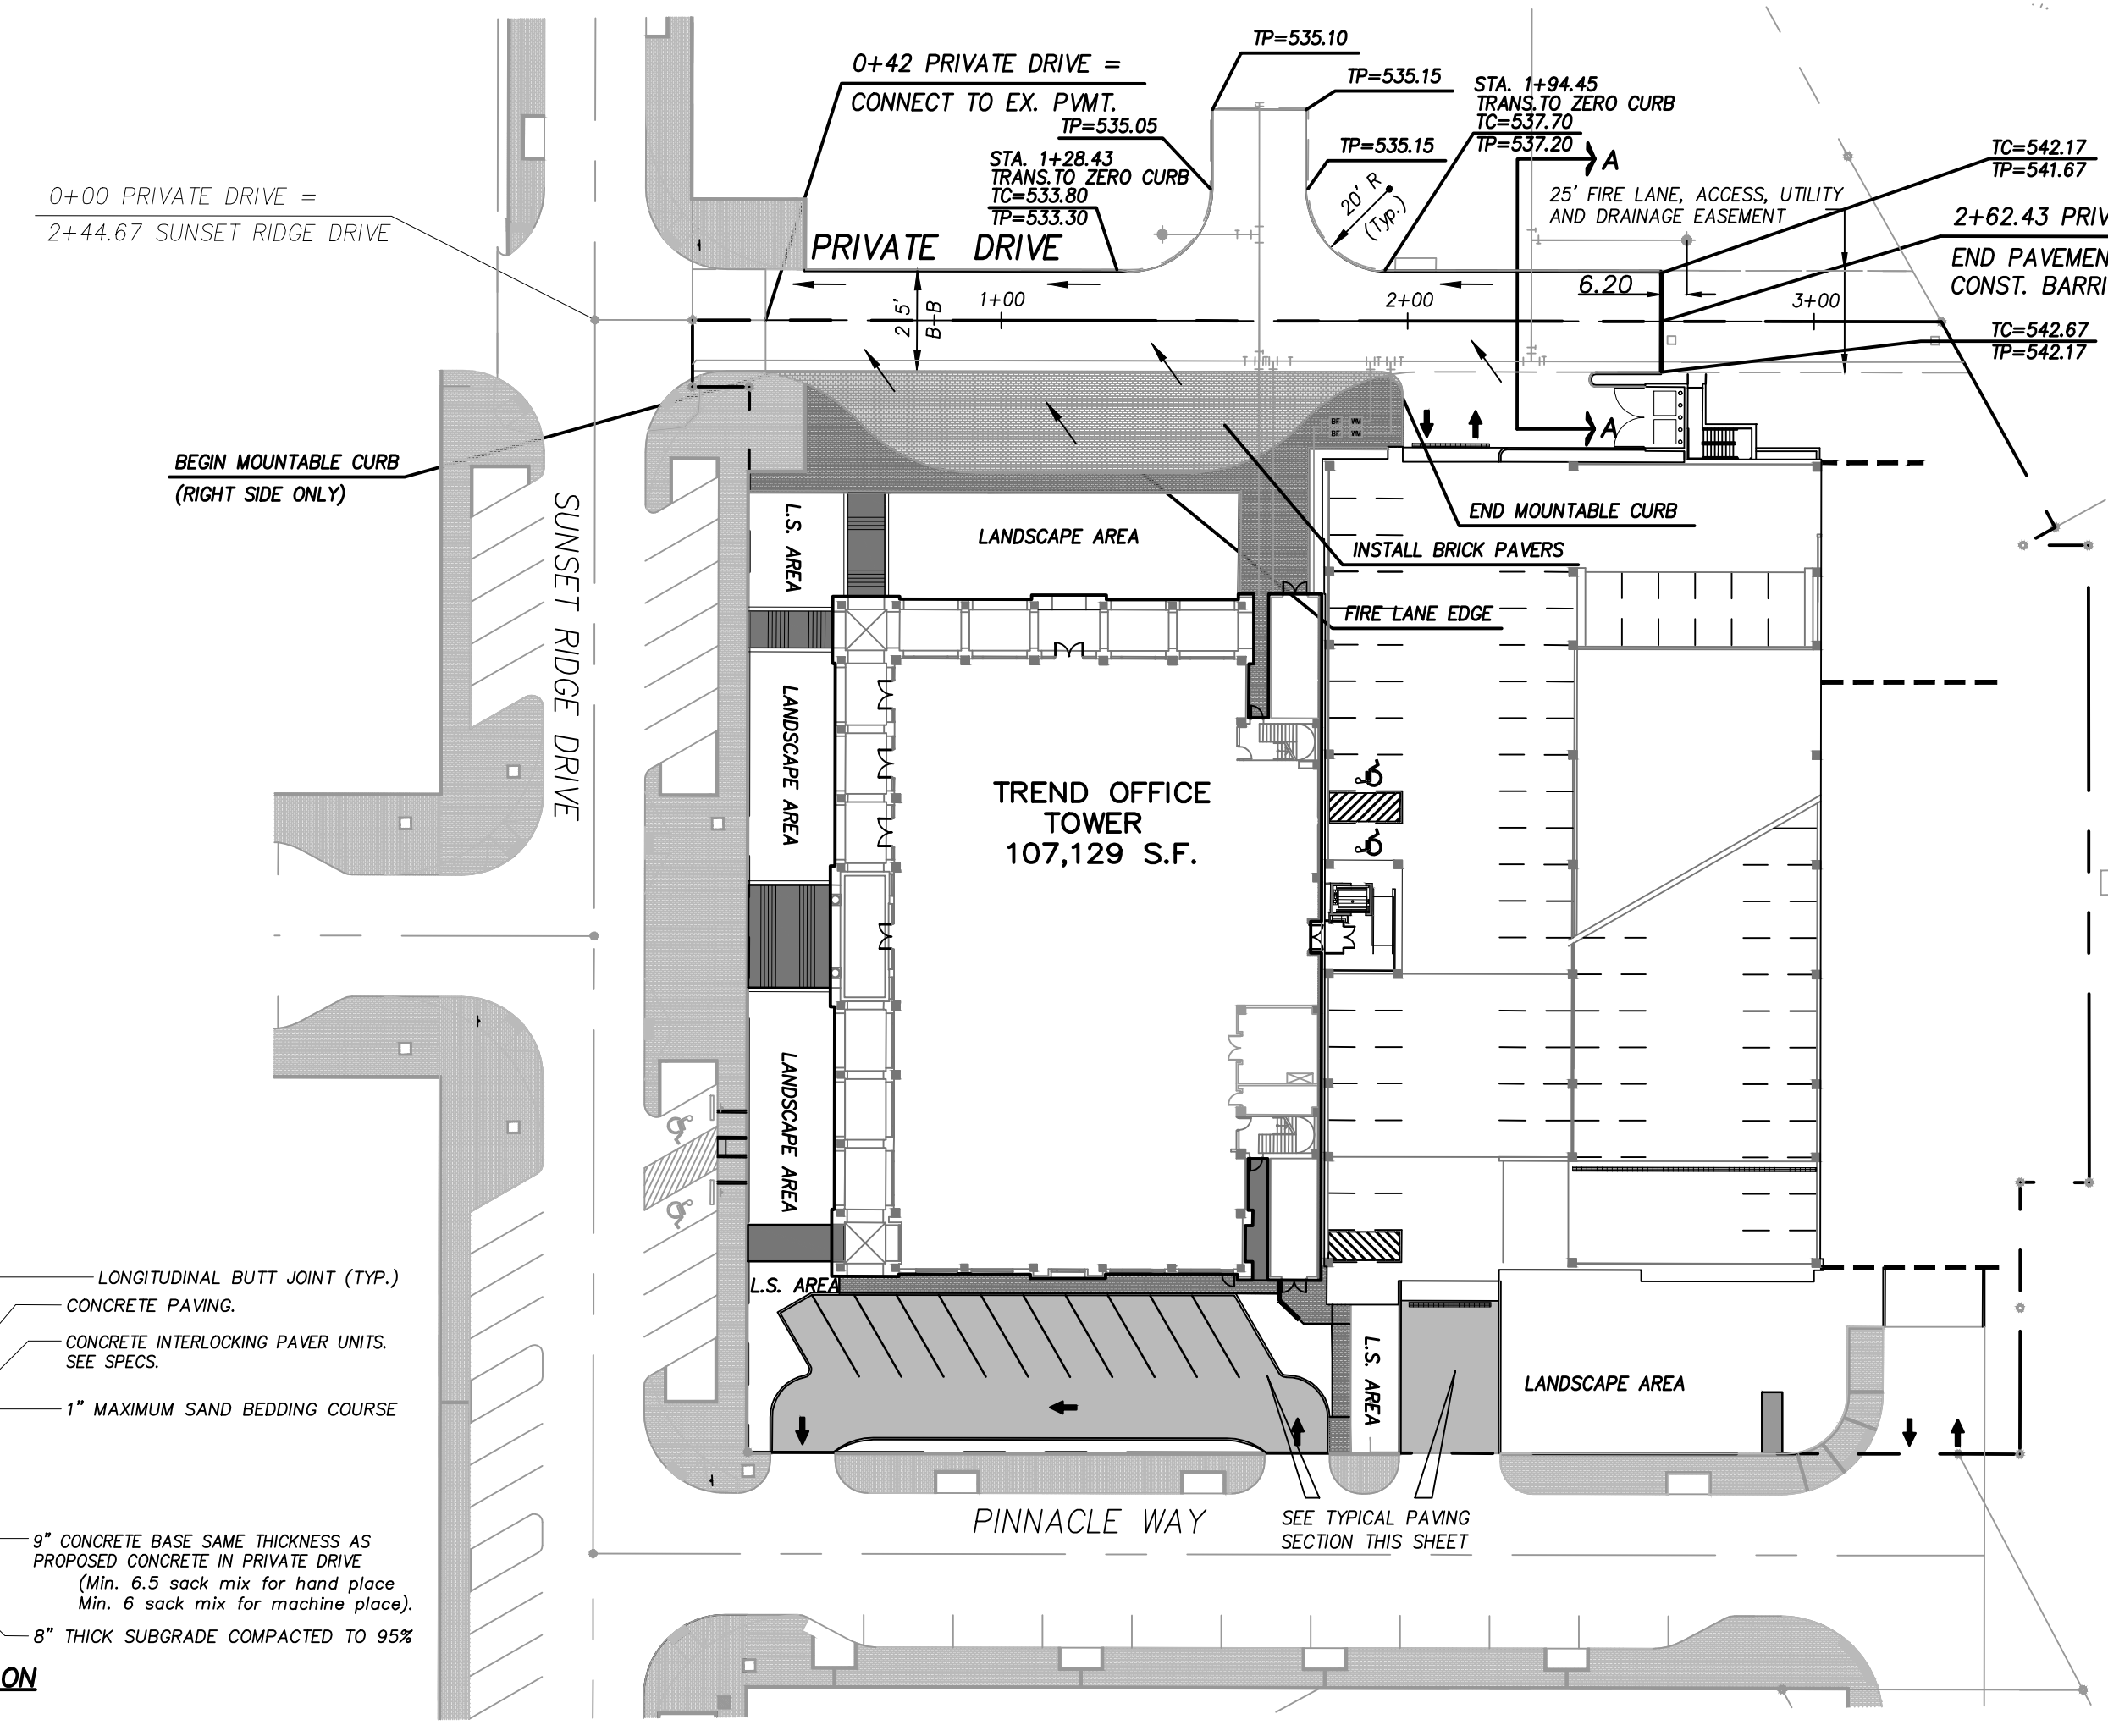 TP=535.10
0+42 PRIVATE DRIVE =
CONNECT TO EX. PVMT.
TP=535.15
TP=535.05
STA. 1+94.45
TRANS.TO ZERO CURB
TC=537.70
TP=537.20
TP=535.15
STA. 1+28.43
TRANS.TO ZERO CURB
TC=533.80
TP=533.30
20' R
(Typ.)
A
TC=542.17
TP=541.67
0+00 PRIVATE DRIVE =
2+44.67 SUNSET RIDGE DRIVE
25' FIRE LANE, ACCESS, UTILITY
AND DRAINAGE EASEMENT
2+62.43 PRIV
END PAVEMEN
CONST. BARRI
PRIVATE DRIVE
6.20
25'
B-B
1+00
2+00
3+00
TC=542.67
TP=542.17
A
BF WM
BF WM
BEGIN MOUNTABLE CURB
(RIGHT SIDE ONLY)
SUNSET RIDGE DRIVE
L.S. AREA
LANDSCAPE AREA
END MOUNTABLE CURB
INSTALL BRICK PAVERS
FIRE LANE EDGE
LANDSCAPE AREA
TREND OFFICE
TOWER
107,129 S.F.
LANDSCAPE AREA
L.S. AREA
L.S. AREA
LANDSCAPE AREA
LONGITUDINAL BUTT JOINT (TYP.)
CONCRETE PAVING.
CONCRETE INTERLOCKING PAVER UNITS.
SEE SPECS.
1" MAXIMUM SAND BEDDING COURSE
PINNACLE WAY
SEE TYPICAL PAVING
SECTION THIS SHEET
9" CONCRETE BASE SAME THICKNESS AS
PROPOSED CONCRETE IN PRIVATE DRIVE
(Min. 6.5 sack mix for hand place
Min. 6 sack mix for machine place).
8" THICK SUBGRADE COMPACTED TO 95%
ON